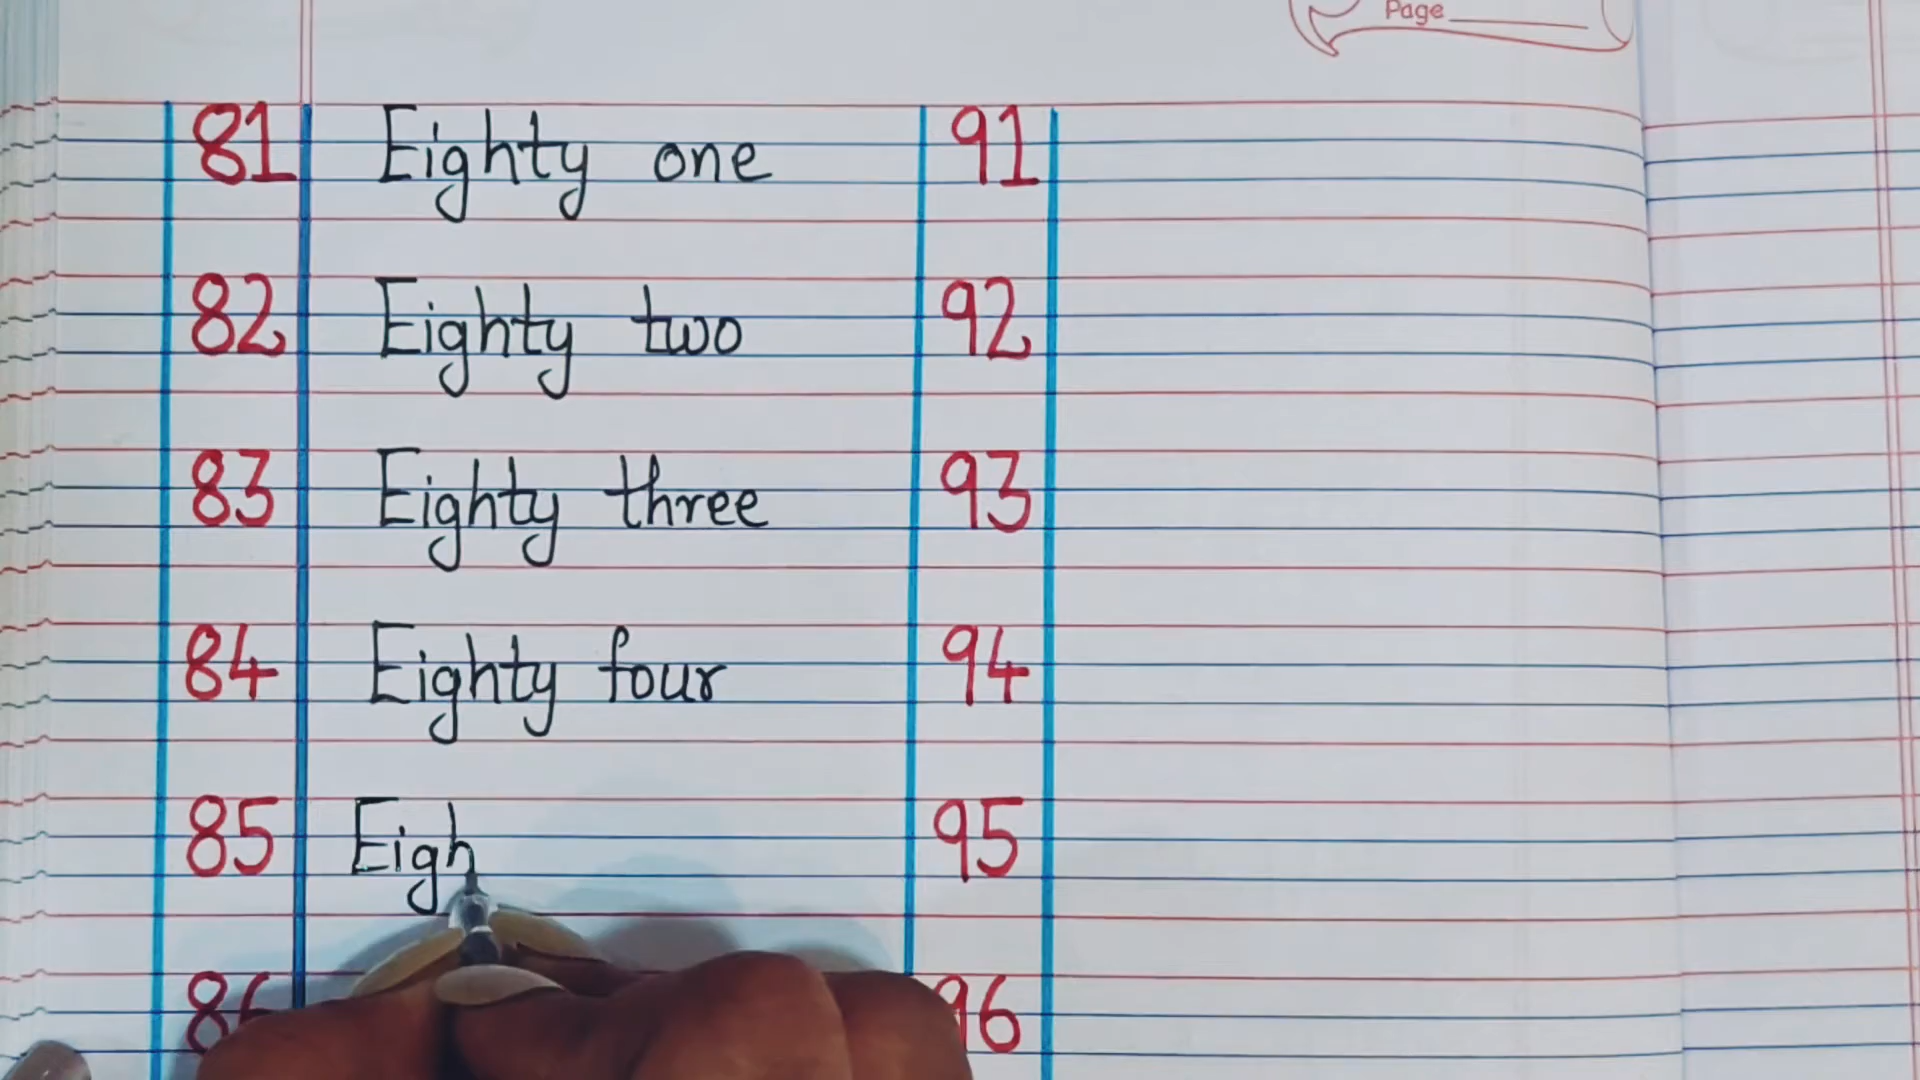 Page
81 Eighty one 91
82 Eighty two 92
83 Eighty three 93
84 Eighty four 94
85 Eigh 95
86 96